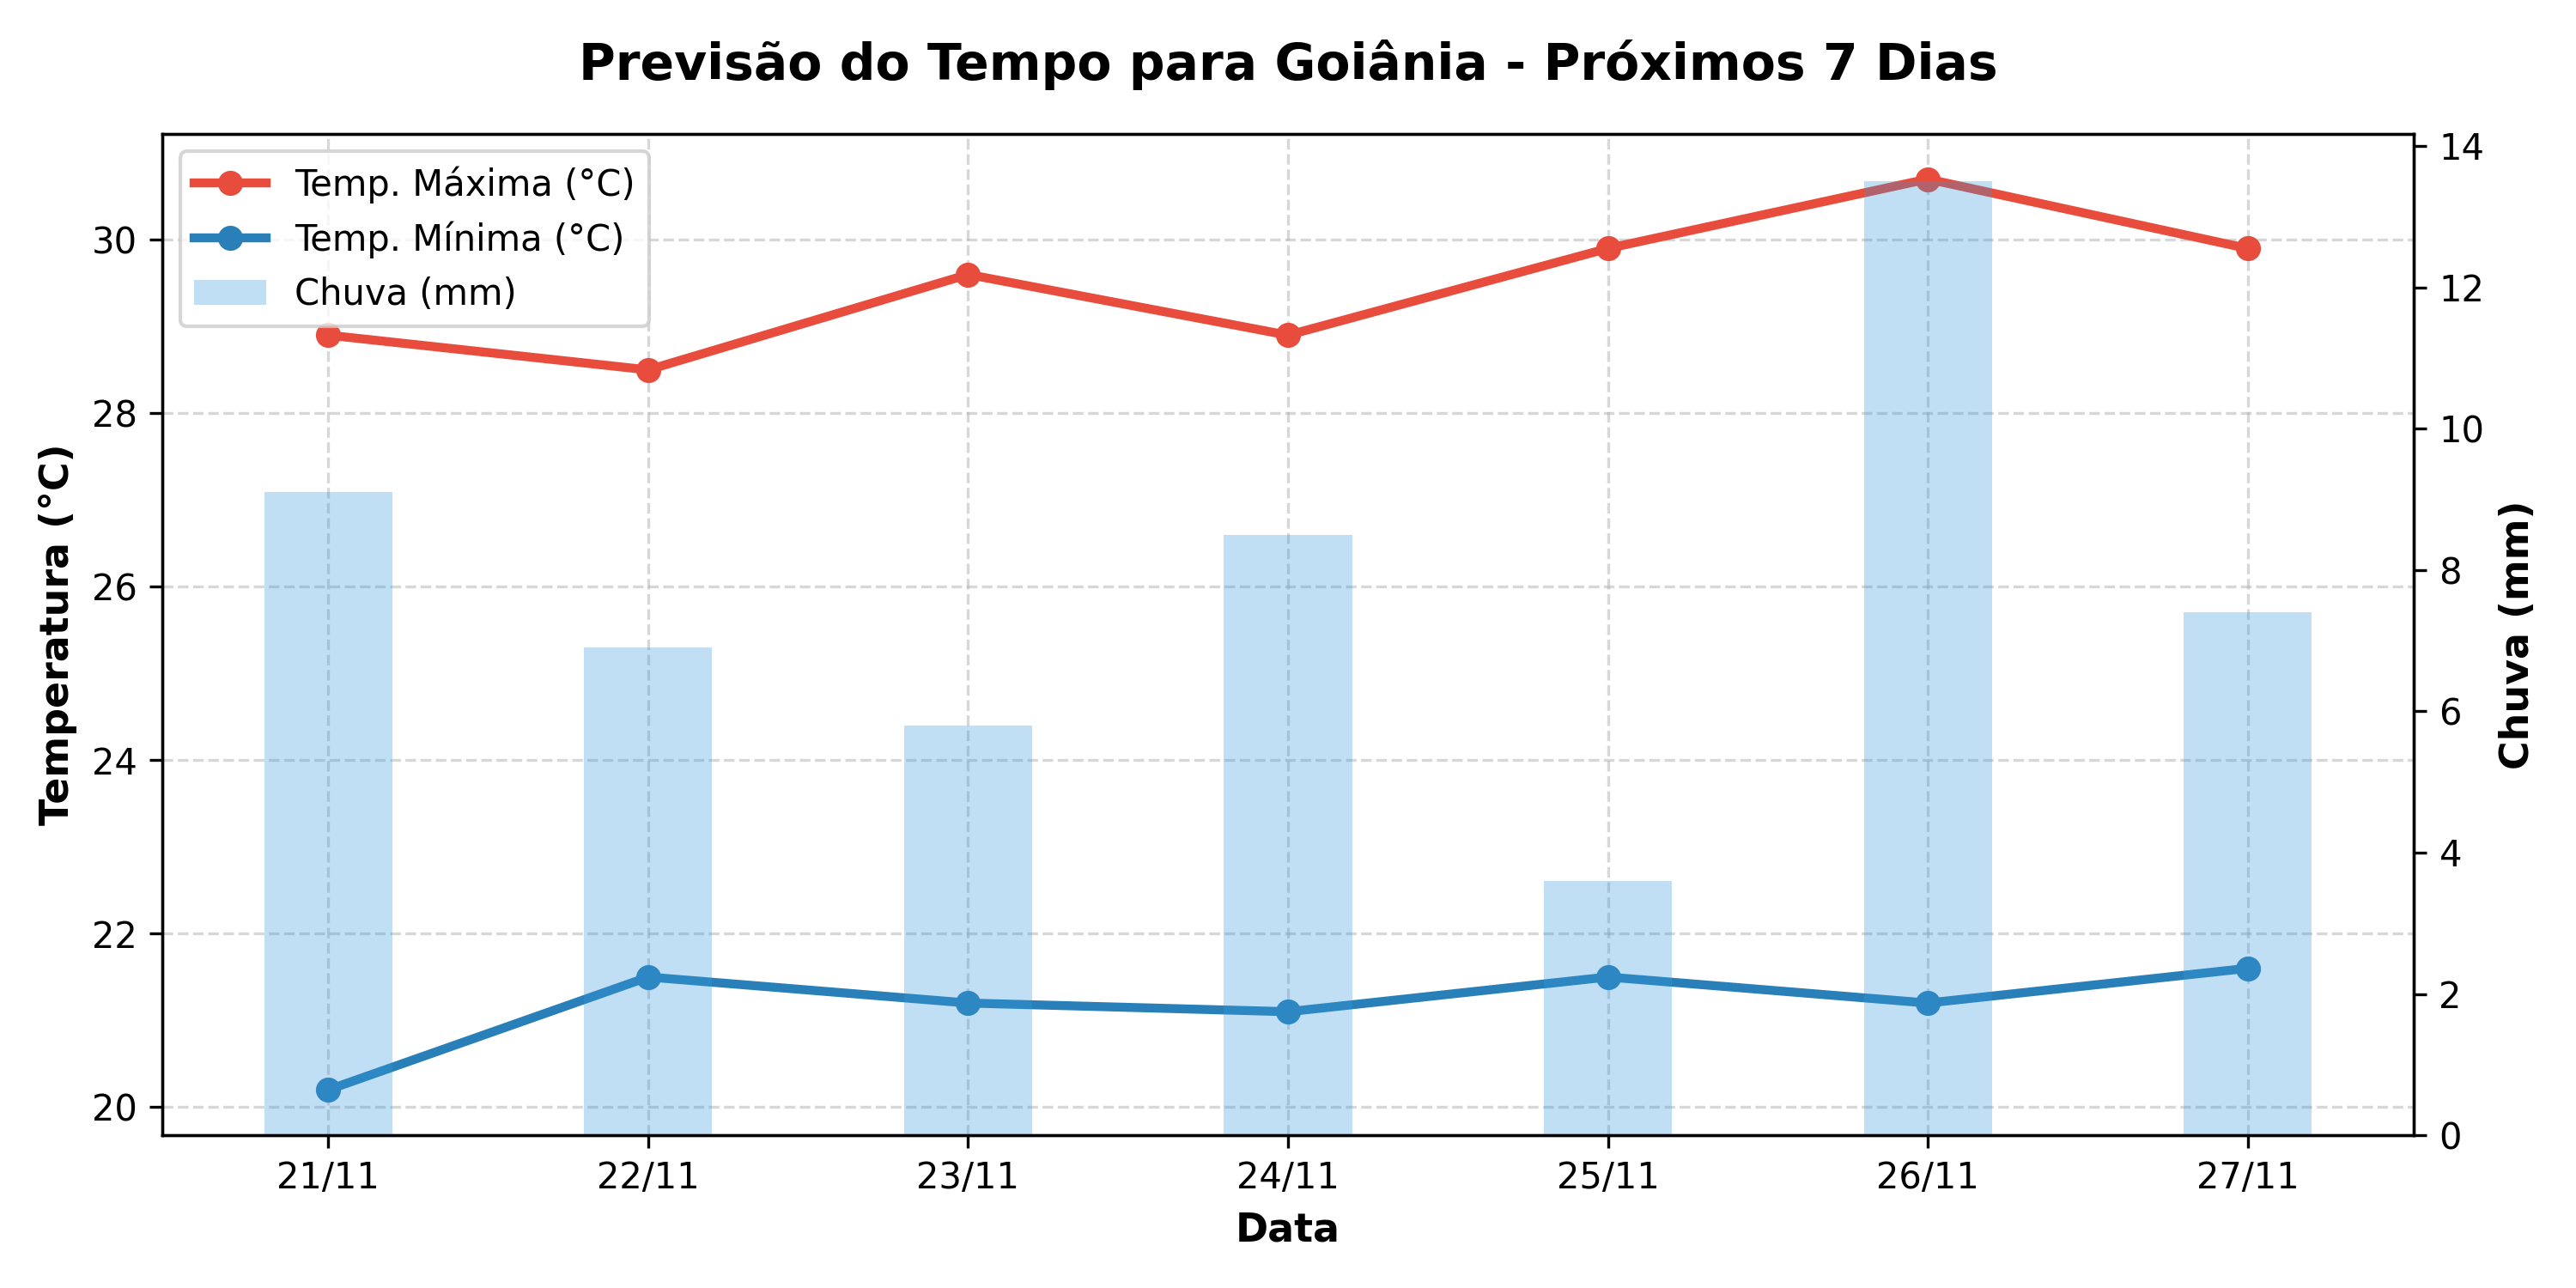 Previsão do Tempo para Goiânia - Próximos 7 Dias
Temp. Máxima (°C)
Temp. Mínima (°C)
Chuva (mm)
Temperatura (°C)
30
28
26
24
22
20
14
12
10
8
6
4
2
0
Chuva (mm)
21/11 22/11 23/11 24/11 25/11 26/11 27/11
Data